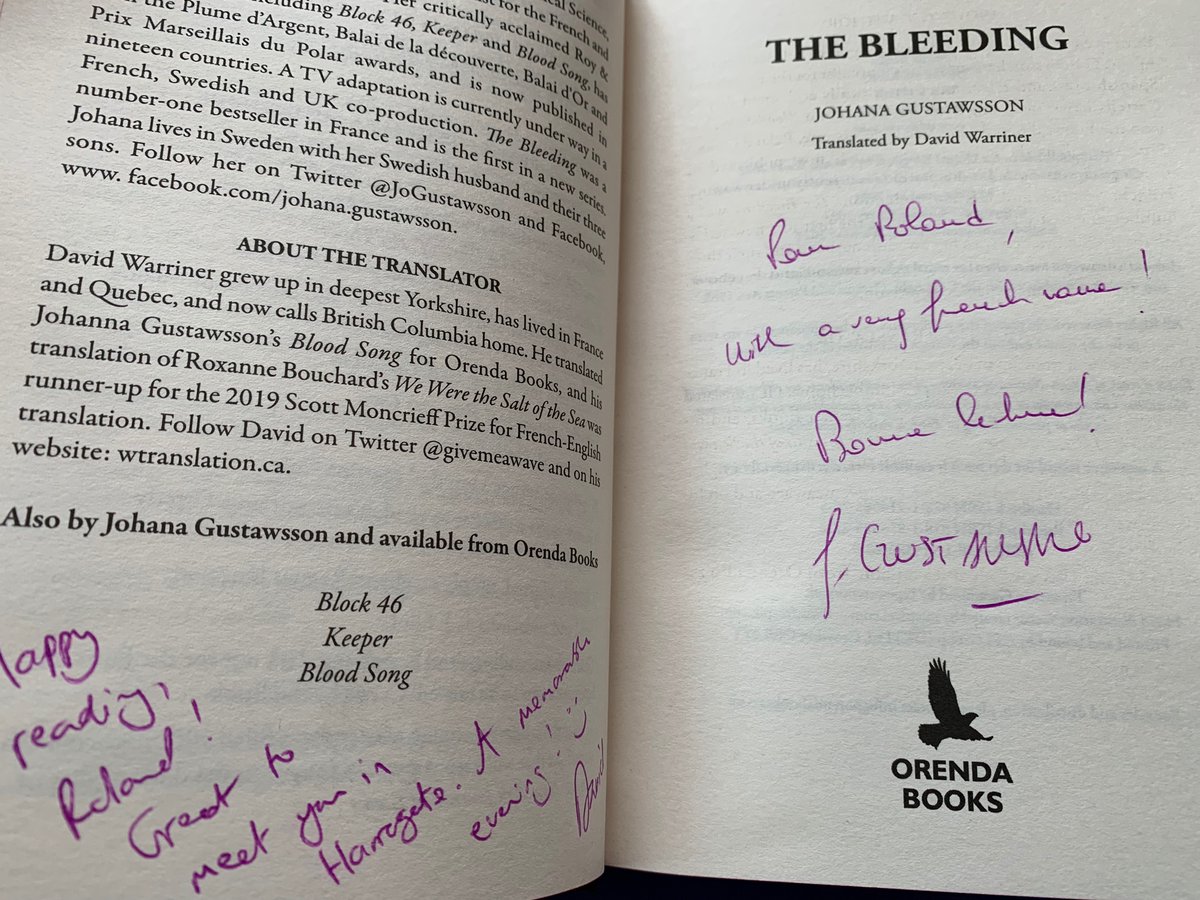 cal Science,
st for the French and
er critically acclaimed Roy &
cluding Block 46, Keeper and Blood Song, has
the Plume d'Argent, Balai de la découverte, Balai d'Or and
Prix Marseillais du Polar awards, and is now published in
nineteen countries. A TV adaptation is currently under way in a
French, Swedish and UK co-production. The Bleeding was a
number-one bestseller in France and is the first in a new series.
Johana lives in Sweden with her Swedish husband and their three
sons. Follow her on Twitter @JoGustawsson and Facebook,
www. facebook.com/johana.gustawsson.
ABOUT THE TRANSLATOR
David Warriner grew up in deepest Yorkshire, has lived in France
and Quebec, and now calls British Columbia home. He translated
Johanna Gustawsson's Blood Song for Orenda Books, and his
translation of Roxanne Bouchard's We Were the Salt of the Sea was
runner-up for the 2019 Scott Moncrieff Prize for French-English
translation. Follow David on Twitter @givemeawave and on his
website: wtranslation.ca.
Also by Johana Gustawsson and available from Orenda Books
Block 46
Keeper
Blood Song
Happy
reading,
Roland!
Great to
meet you in
Harrogate. A memorable
evening! :)
David
THE BLEEDING
JOHANA GUSTAWSSON
Translated by David Warriner
Pour Roland,
with a very french name!
Bonne lecture!
J. Gustawsson
ORENDA
BOOKS